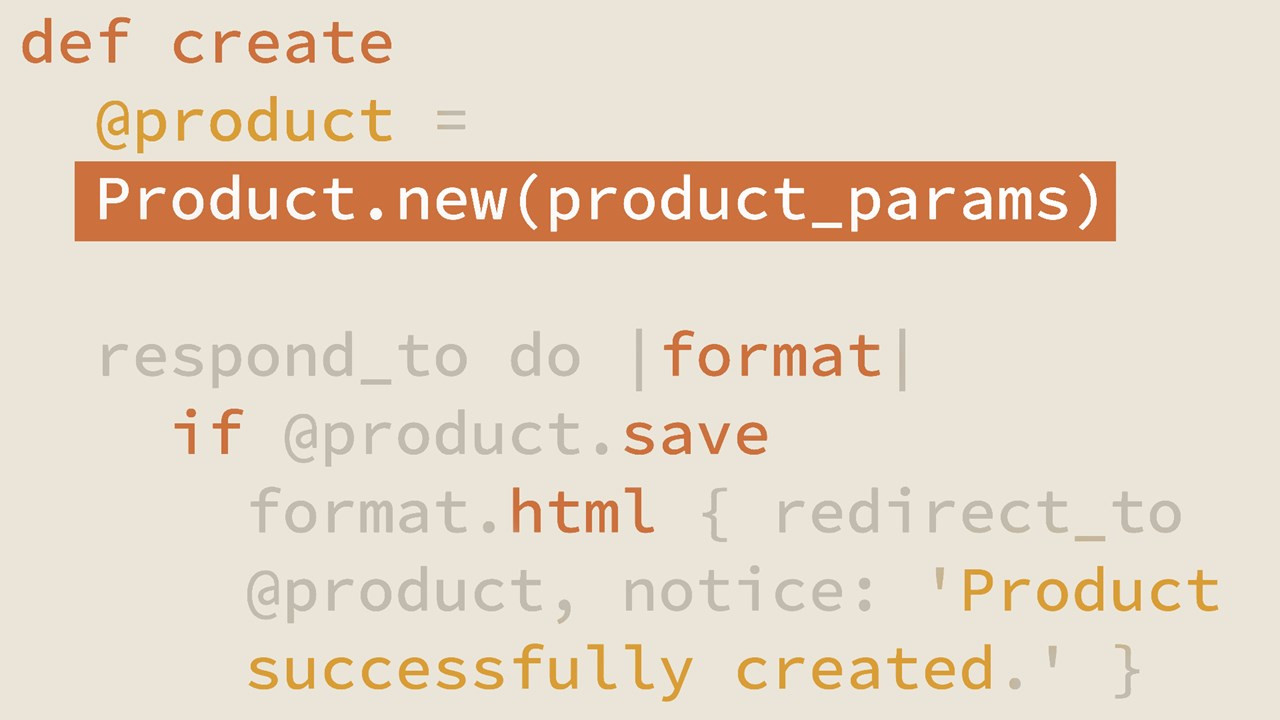 def create
  @product =
  Product.new(product_params)

  respond_to do |format|
    if @product.save
      format.html { redirect_to
      @product, notice: 'Product
      successfully created.' }